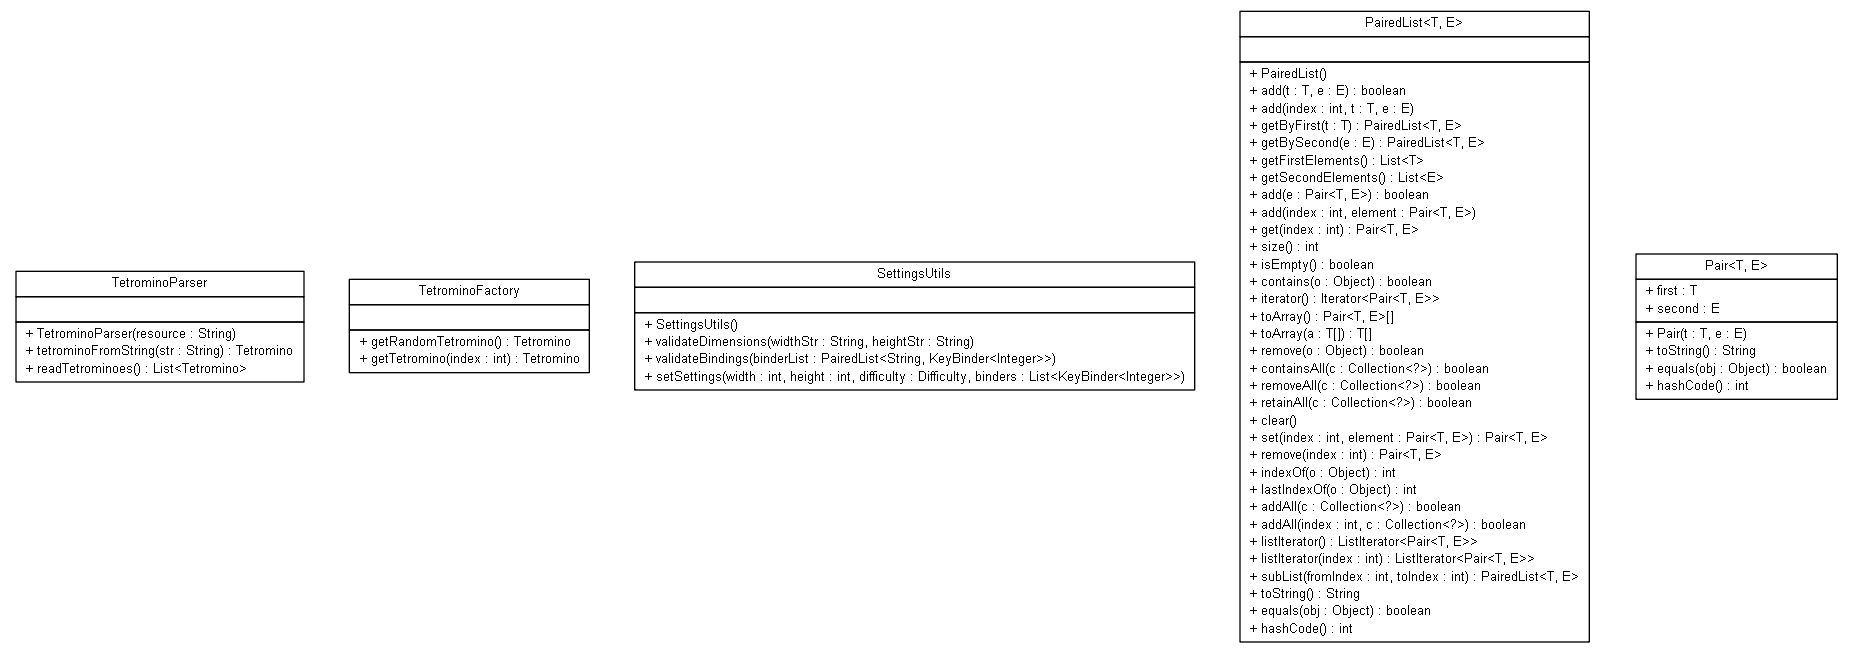 TetrominoParser
+ TetrominoParser(resource : String)
+ tetrominoFromString(str : String) : Tetromino
+ readTetrominoes() : List<Tetromino>
TetrominoFactory
+ getRandomTetromino() : Tetromino
+ getTetromino(index : int) : Tetromino
SettingsUtils
+ SettingsUtils()
+ validateDimensions(widthStr : String, heightStr : String)
+ validateBindings(binderList : PairedList<String, KeyBinder<Integer>>)
+ setSettings(width : int, height : int, difficulty : Difficulty, binders : List<KeyBinder<Integer>>)
PairedList<T, E>
+ PairedList()
+ add(t : T, e : E) : boolean
+ add(index : int, t : T, e : E)
+ getByFirst(t : T) : PairedList<T, E>
+ getBySecond(e : E) : PairedList<T, E>
+ getFirstElements() : List<T>
+ getSecondElements() : List<E>
+ add(e : Pair<T, E>) : boolean
+ add(index : int, element : Pair<T, E>)
+ get(index : int) : Pair<T, E>
+ size() : int
+ isEmpty() : boolean
+ contains(o : Object) : boolean
+ iterator() : Iterator<Pair<T, E>>
+ toArray() : Pair<T, E>[]
+ toArray(a : T[]) : T[]
+ remove(o : Object) : boolean
+ containsAll(c : Collection<?>) : boolean
+ removeAll(c : Collection<?>) : boolean
+ retainAll(c : Collection<?>) : boolean
+ clear()
+ set(index : int, element : Pair<T, E>) : Pair<T, E>
+ remove(index : int) : Pair<T, E>
+ indexOf(o : Object) : int
+ lastIndexOf(o : Object) : int
+ addAll(c : Collection<?>) : boolean
+ addAll(index : int, c : Collection<?>) : boolean
+ listIterator() : ListIterator<Pair<T, E>>
+ listIterator(index : int) : ListIterator<Pair<T, E>>
+ subList(fromIndex : int, toIndex : int) : PairedList<T, E>
+ toString() : String
+ equals(obj : Object) : boolean
+ hashCode() : int
Pair<T, E>
+ first : T
+ second : E
+ Pair(t : T, e : E)
+ toString() : String
+ equals(obj : Object) : boolean
+ hashCode() : int